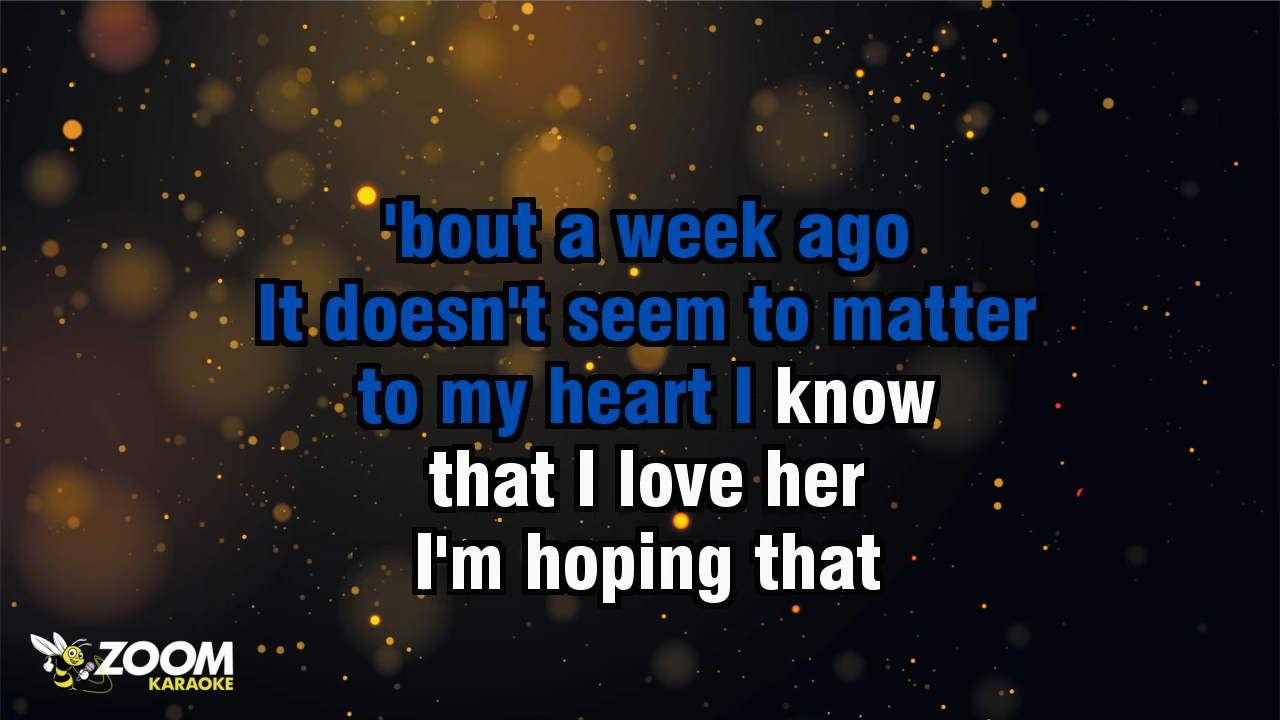 'bout a week ago
It doesn't seem to matter
to my heart I know
that I love her
I'm hoping that
ZOOM
KARAOKE